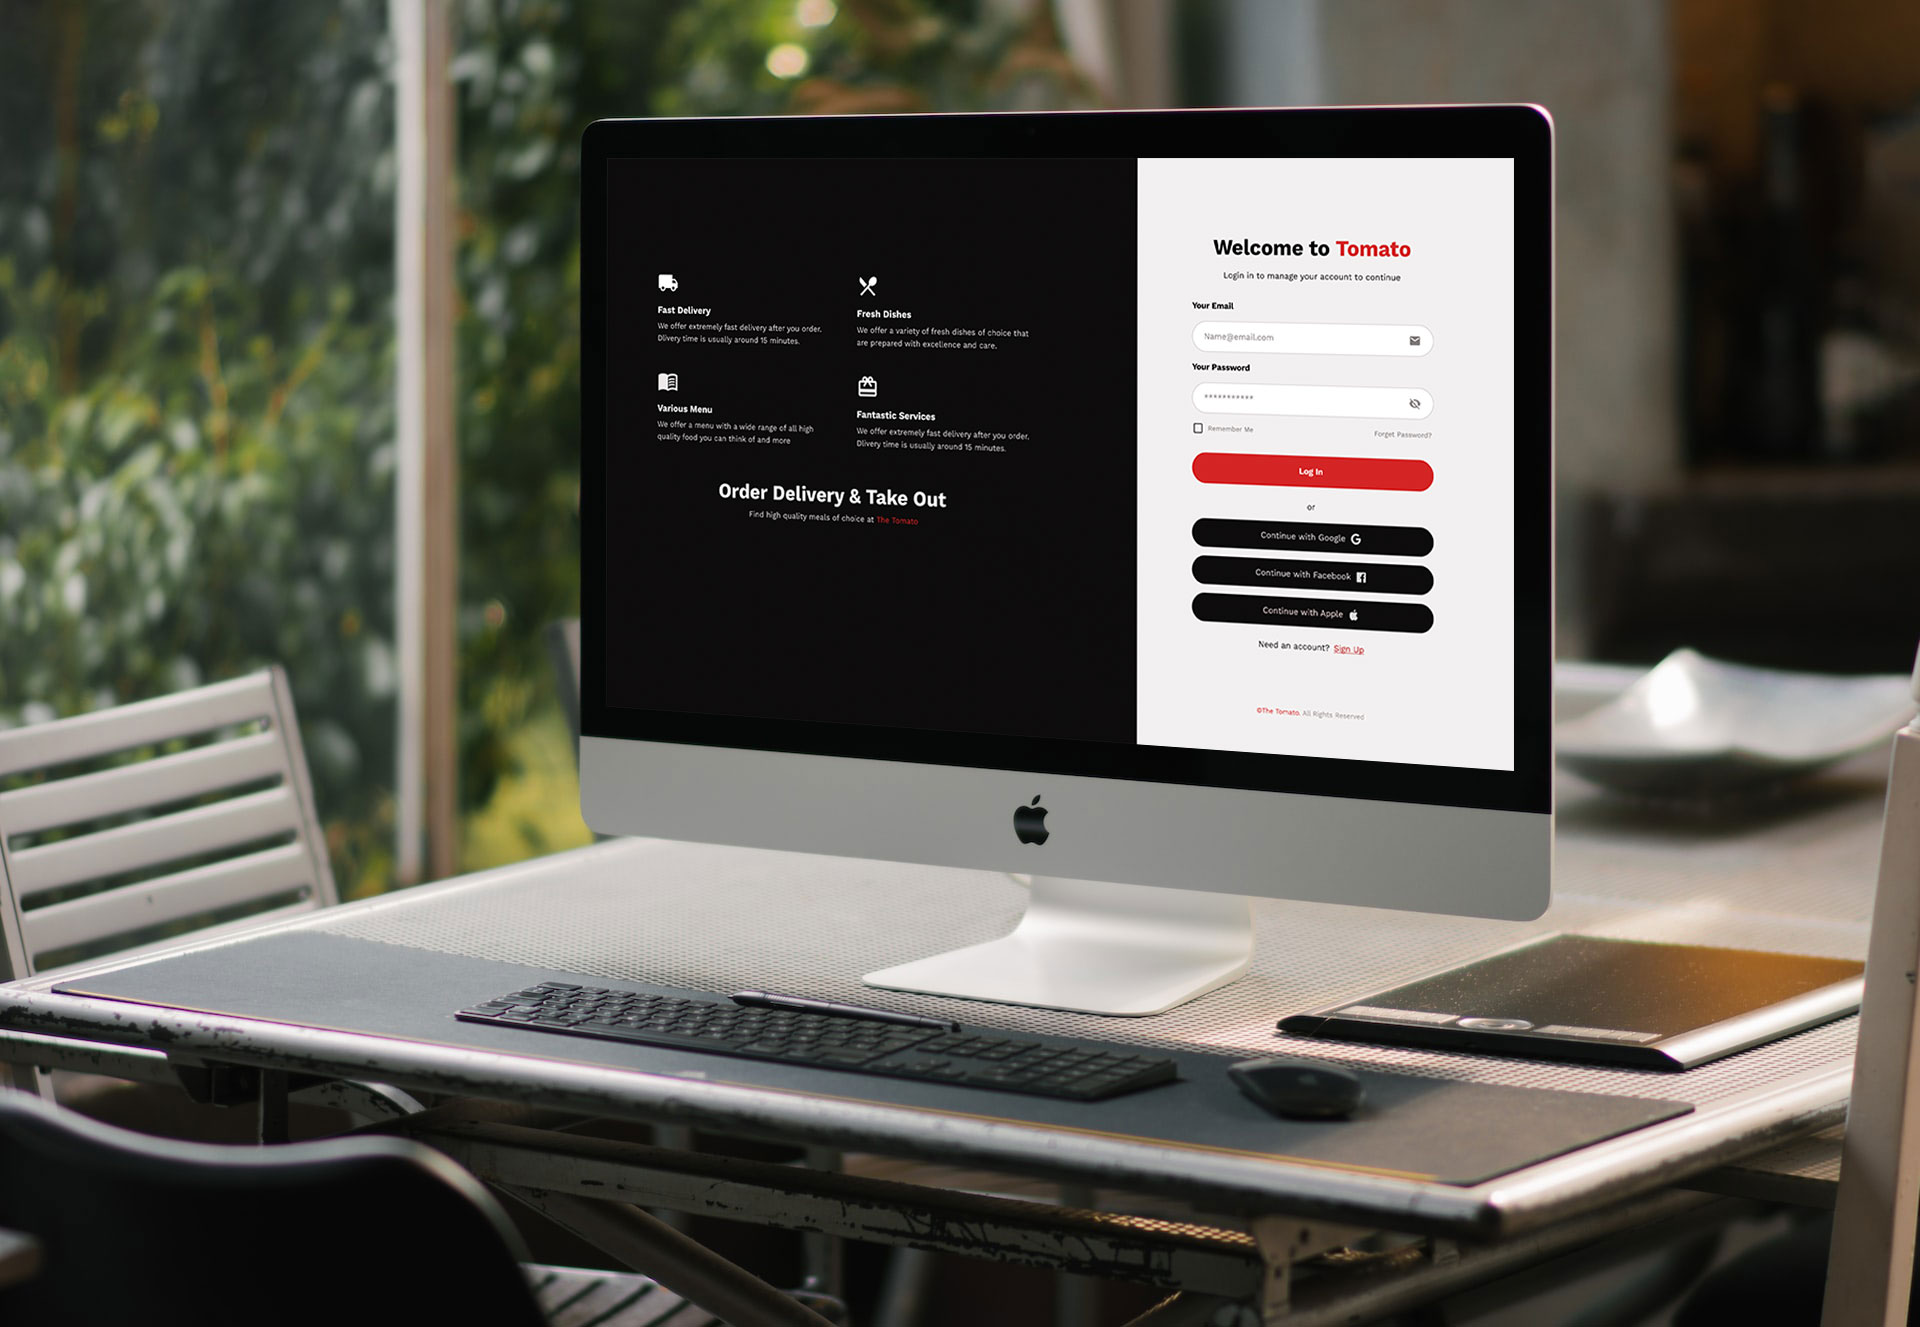 Fast Delivery
We offer extremely fast delivery after you order.
Dlivery time is usually around 15 minutes.
Fresh Dishes
We offer a variety of fresh dishes of choice that
are prepared with excellence and care.
Various Menu
We offer a menu with a wide range of all high
quality food you can think of and more
Fantastic Services
We offer extremely fast delivery after you order.
Dlivery time is usually around 15 minutes.
Order Delivery & Take Out
Find high quality meals of choice at The Tomato
Welcome to Tomato
Login in to manage your account to continue
Your Email
Name@email.com
Your Password
***********
Remember Me
Forget Password?
Log In
or
Continue with Google
Continue with Facebook
Continue with Apple
Need an account? Sign Up
©The Tomato. All Rights Reserved